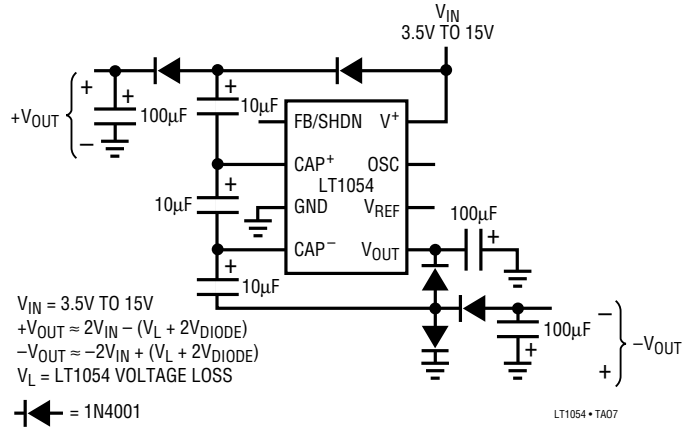 V_IN
3.5V TO 15V
+V_OUT
+
–
+
100µF
+
10µF
FB/SHDN
V⁺
CAP⁺
OSC
LT1054
+
10µF
GND
V_REF
CAP⁻
V_OUT
100µF
+
+
10µF
V_IN = 3.5V TO 15V
+V_OUT ≈ 2V_IN – (V_L + 2V_DIODE)
–V_OUT ≈ –2V_IN + (V_L + 2V_DIODE)
V_L = LT1054 VOLTAGE LOSS
= 1N4001
100µF
+
–
+
–V_OUT
LT1054 • TA07